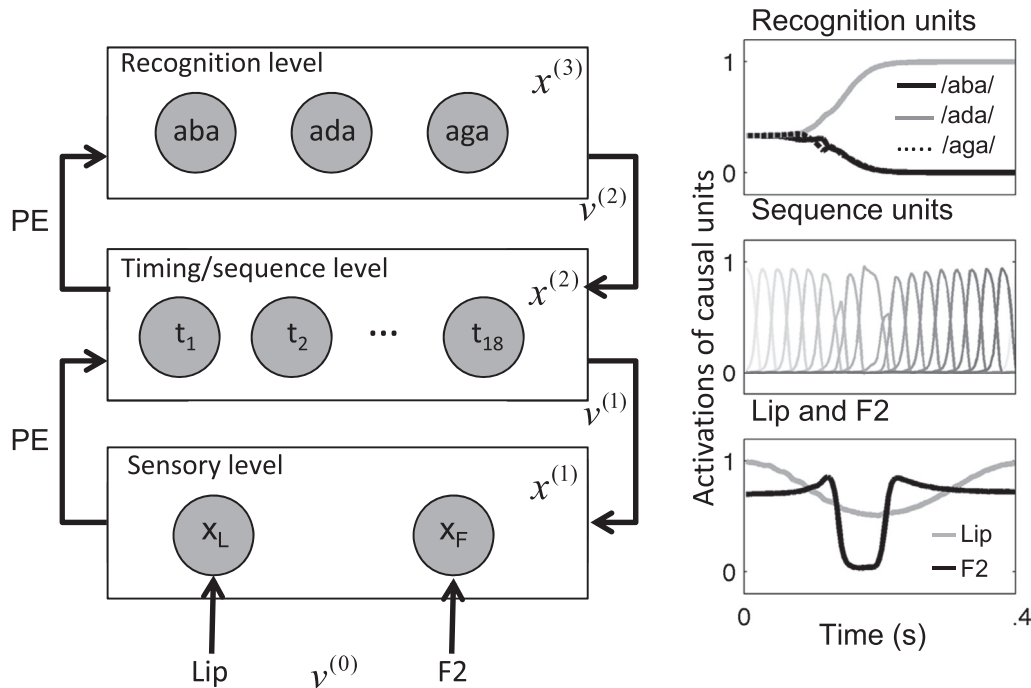 Recognition level
x(3)
aba
ada
aga
PE
v(2)
Timing/sequence level
x(2)
t1
t2
...
t18
PE
v(1)
Sensory level
x(1)
xL
xF
Lip
v(0)
F2
Activations of causal units
Recognition units
1
0
/aba/
/ada/
/aga/
Sequence units
1
0
Lip and F2
1
0
Lip
F2
0
.4
Time (s)